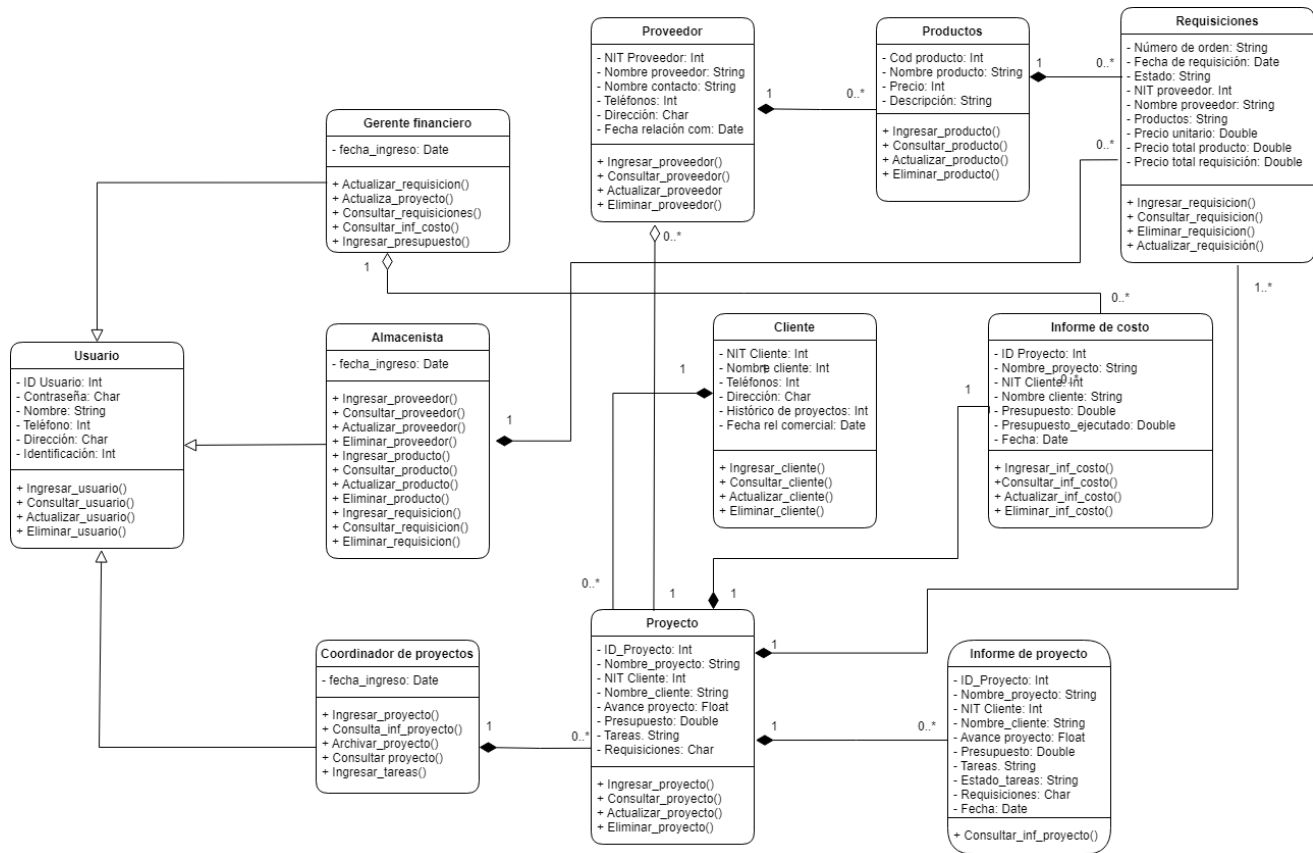 Proveedor
- NIT Proveedor: Int
- Nombre proveedor: String
- Nombre contacto: String
- Teléfonos: Int
- Dirección: Char
- Fecha relación com: Date
+ Ingresar_proveedor()
+ Consultar_proveedor()
+ Actualizar_proveedor
+ Eliminar_proveedor()
0..*
1
0..*
Productos
- Cod producto: Int
- Nombre producto: String
- Precio: Int
- Descripción: String
+ Ingresar_producto()
+ Consultar_producto()
+ Actualizar_producto()
+ Eliminar_producto()
1
0..*
Requisiciones
- Número de orden: String
- Fecha de requisición: Date
- Estado: String
- NIT proveedor. Int
- Nombre proveedor: String
- Productos: String
- Precio unitario: Double
- Precio total producto: Double
- Precio total requisición: Double
+ Ingresar_requisicion()
+ Consultar_requisicion()
+ Eliminar_requisicion()
+ Actualizar_requisición()
0..*
1..*
Gerente financiero
- fecha_ingreso: Date
+ Actualizar_requisicion()
+ Actualiza_proyecto()
+ Consultar_requisiciones()
+ Consultar_inf_costo()
+ Ingresar_presupuesto()
1
0..*
Usuario
- ID Usuario: Int
- Contraseña: Char
- Nombre: String
- Teléfono: Int
- Dirección: Char
- Identificación: Int
+ Ingresar_usuario()
+ Consultar_usuario()
+ Actualizar_usuario()
+ Eliminar_usuario()
Almacenista
- fecha_ingreso: Date
+ Ingresar_proveedor()
+ Consultar_proveedor()
+ Actualizar_proveedor()
+ Eliminar_proveedor()
+ Ingresar_producto()
+ Consultar_producto()
+ Actualizar_producto()
+ Eliminar_producto()
+ Ingresar_requisicion()
+ Consultar_requisicion()
+ Eliminar_requisicion()
1
Cliente
- NIT Cliente: Int
- Nombre cliente: Int
1
- Teléfonos: Int
- Dirección: Char
- Histórico de proyectos: Int
- Fecha rel comercial: Date
+ Ingresar_cliente()
+ Consultar_cliente()
+ Actualizar_cliente()
+ Eliminar_cliente()
1
0..*
Informe de costo
- ID Proyecto: Int
- Nombre_proyecto: String
- NIT Cliente: Int
0..*
- Nombre cliente: String
- Presupuesto: Double
- Presupuesto_ejecutado: Double
- Fecha: Date
+ Ingresar_inf_costo()
+Consultar_inf_costo()
+ Actualizar_inf_costo()
+ Eliminar_inf_costo()
1
1
1
Coordinador de proyectos
- fecha_ingreso: Date
+ Ingresar_proyecto()
+ Consulta_inf_proyecto()
+ Archivar_proyecto()
+ Consultar proyecto()
+ Ingresar_tareas()
1
0..*
Proyecto
- ID_Proyecto: Int
- Nombre_proyecto: String
- NIT Cliente: Int
- Nombre_cliente: String
- Avance proyecto: Float
- Presupuesto: Double
- Tareas. String
- Requisiciones: Char
+ Ingresar_proyecto()
+ Consultar_proyecto()
+ Actualizar_proyecto()
+ Eliminar_proyecto()
1
1
0..*
Informe de proyecto
- ID_Proyecto: Int
- Nombre_proyecto: String
- NIT Cliente: Int
- Nombre_cliente: String
- Avance proyecto: Float
- Presupuesto: Double
- Tareas. String
- Estado_tareas: String
- Requisiciones: Char
- Fecha: Date
+ Consultar_inf_proyecto()